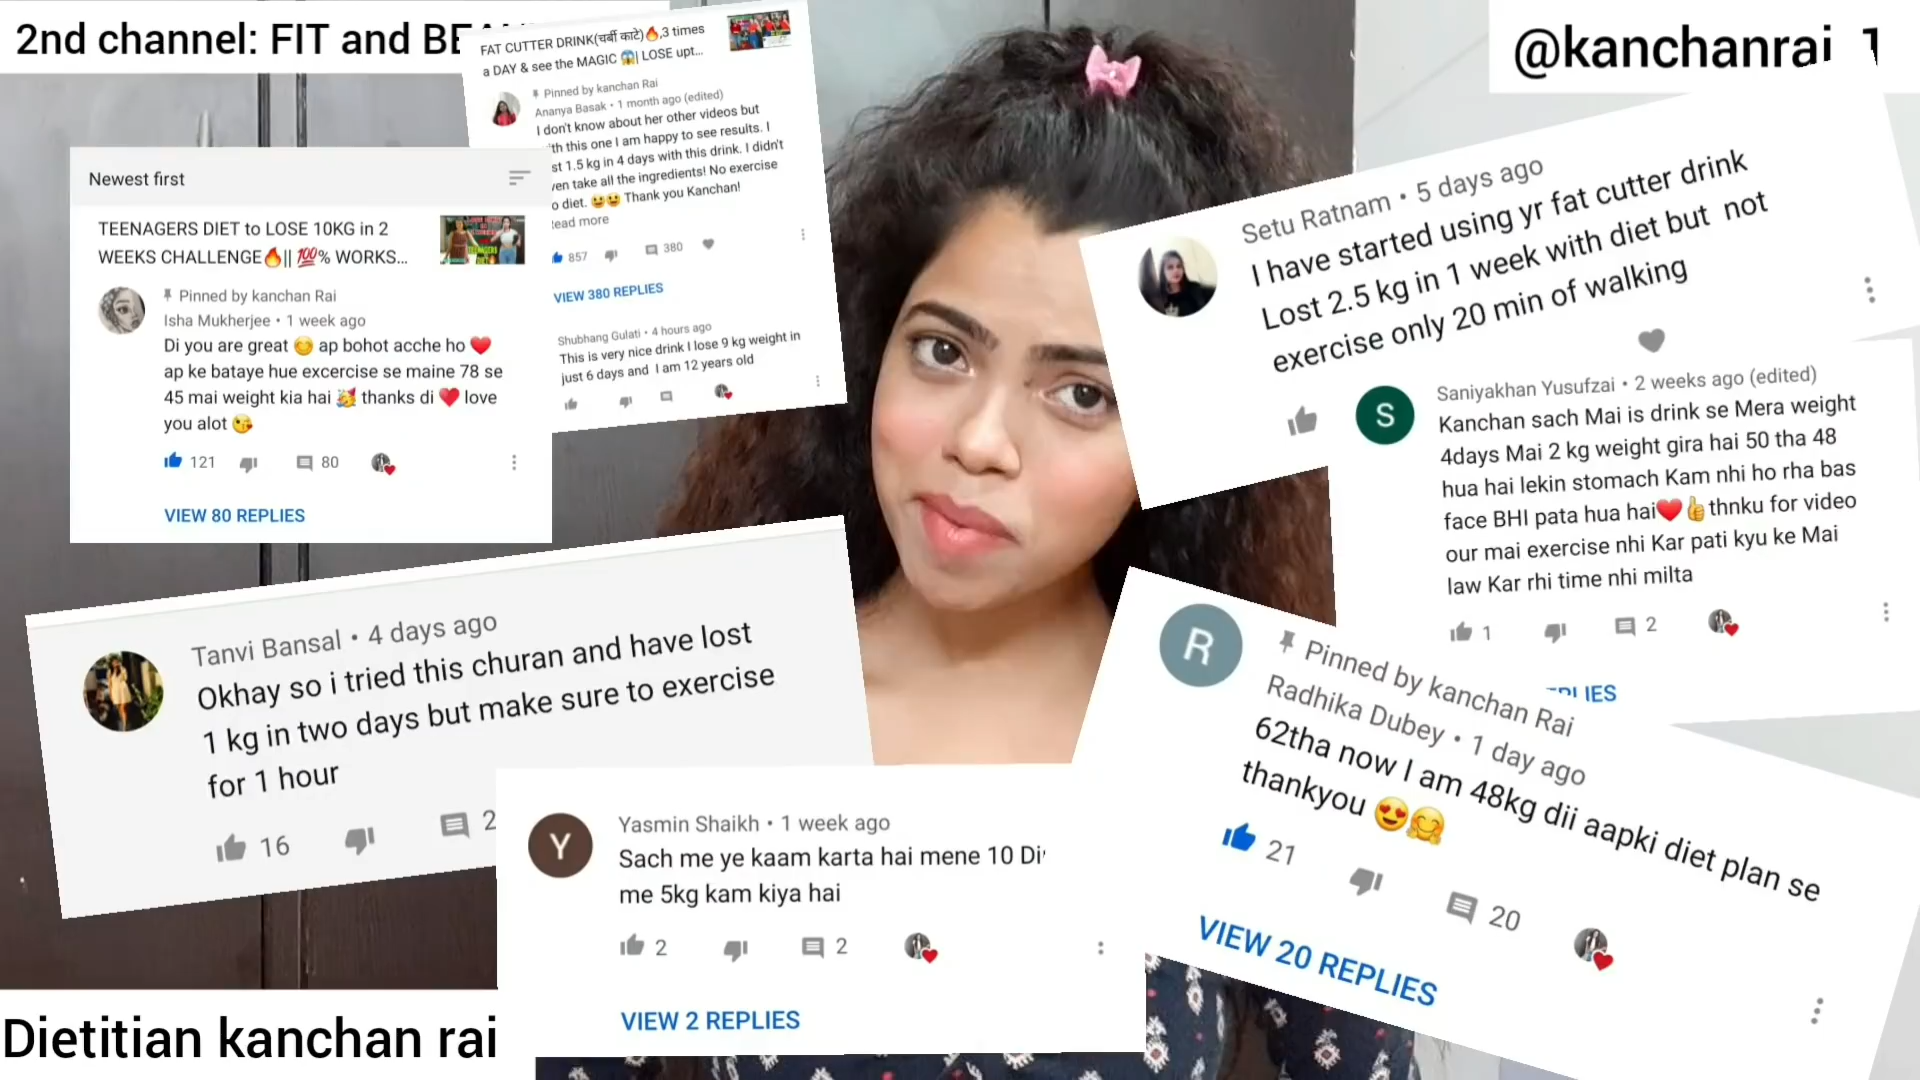 2nd channel: FIT and
@kanchanrai
FAT CUTTER DRINK(चर्बी काटे)🔥,3 times
a DAY & see the MAGIC 😱| LOSE upt...
Pinned by kanchan Rai
Ananya Basak • 1 month ago (edited)
I don't know about her other videos but
this one I am happy to see results. I
1.5 kg in 4 days with this drink. I didn't
take all the ingredients! No exercise
diet. 😆😆 Thank you Kanchan!
857 380
VIEW 380 REPLIES
Shubhang Gulati • 4 hours ago
This is very nice drink I lose 9 kg weight in
just 6 days and I am 12 years old
Newest first
TEENAGERS DIET to LOSE 10KG in 2
WEEKS CHALLENGE🔥|| 💯% WORKS...
Pinned by kanchan Rai
Isha Mukherjee • 1 week ago
Di you are great 😊 ap bohot acche ho ❤️
ap ke bataye hue excercise se maine 78 se
45 mai weight kia hai 🥳 thanks di ❤️ love
you alot 😘
121 80
VIEW 80 REPLIES
Setu Ratnam • 5 days ago
I have started using yr fat cutter drink
Lost 2.5 kg in 1 week with diet but not
exercise only 20 min of walking
S
Saniyakhan Yusufzai • 2 weeks ago (edited)
Kanchan sach Mai is drink se Mera weight
4days Mai 2 kg weight gira hai 50 tha 48
hua hai lekin stomach Kam nhi ho rha bas
face BHI pata hua hai❤️👍thnku for video
our mai exercise nhi Kar pati kyu ke Mai
law Kar rhi time nhi milta
1 2
Tanvi Bansal • 4 days ago
Okhay so i tried this churan and have lost
1 kg in two days but make sure to exercise
for 1 hour
16 2
R
Pinned by kanchan Rai
Radhika Dubey • 1 day ago
62tha now I am 48kg dii aapki diet plan se
thankyou 😍🤗
21 20
VIEW 20 REPLIES
Y
Yasmin Shaikh • 1 week ago
Sach me ye kaam karta hai mene 10
me 5kg kam kiya hai
2 2
VIEW 2 REPLIES
Dietitian kanchan rai